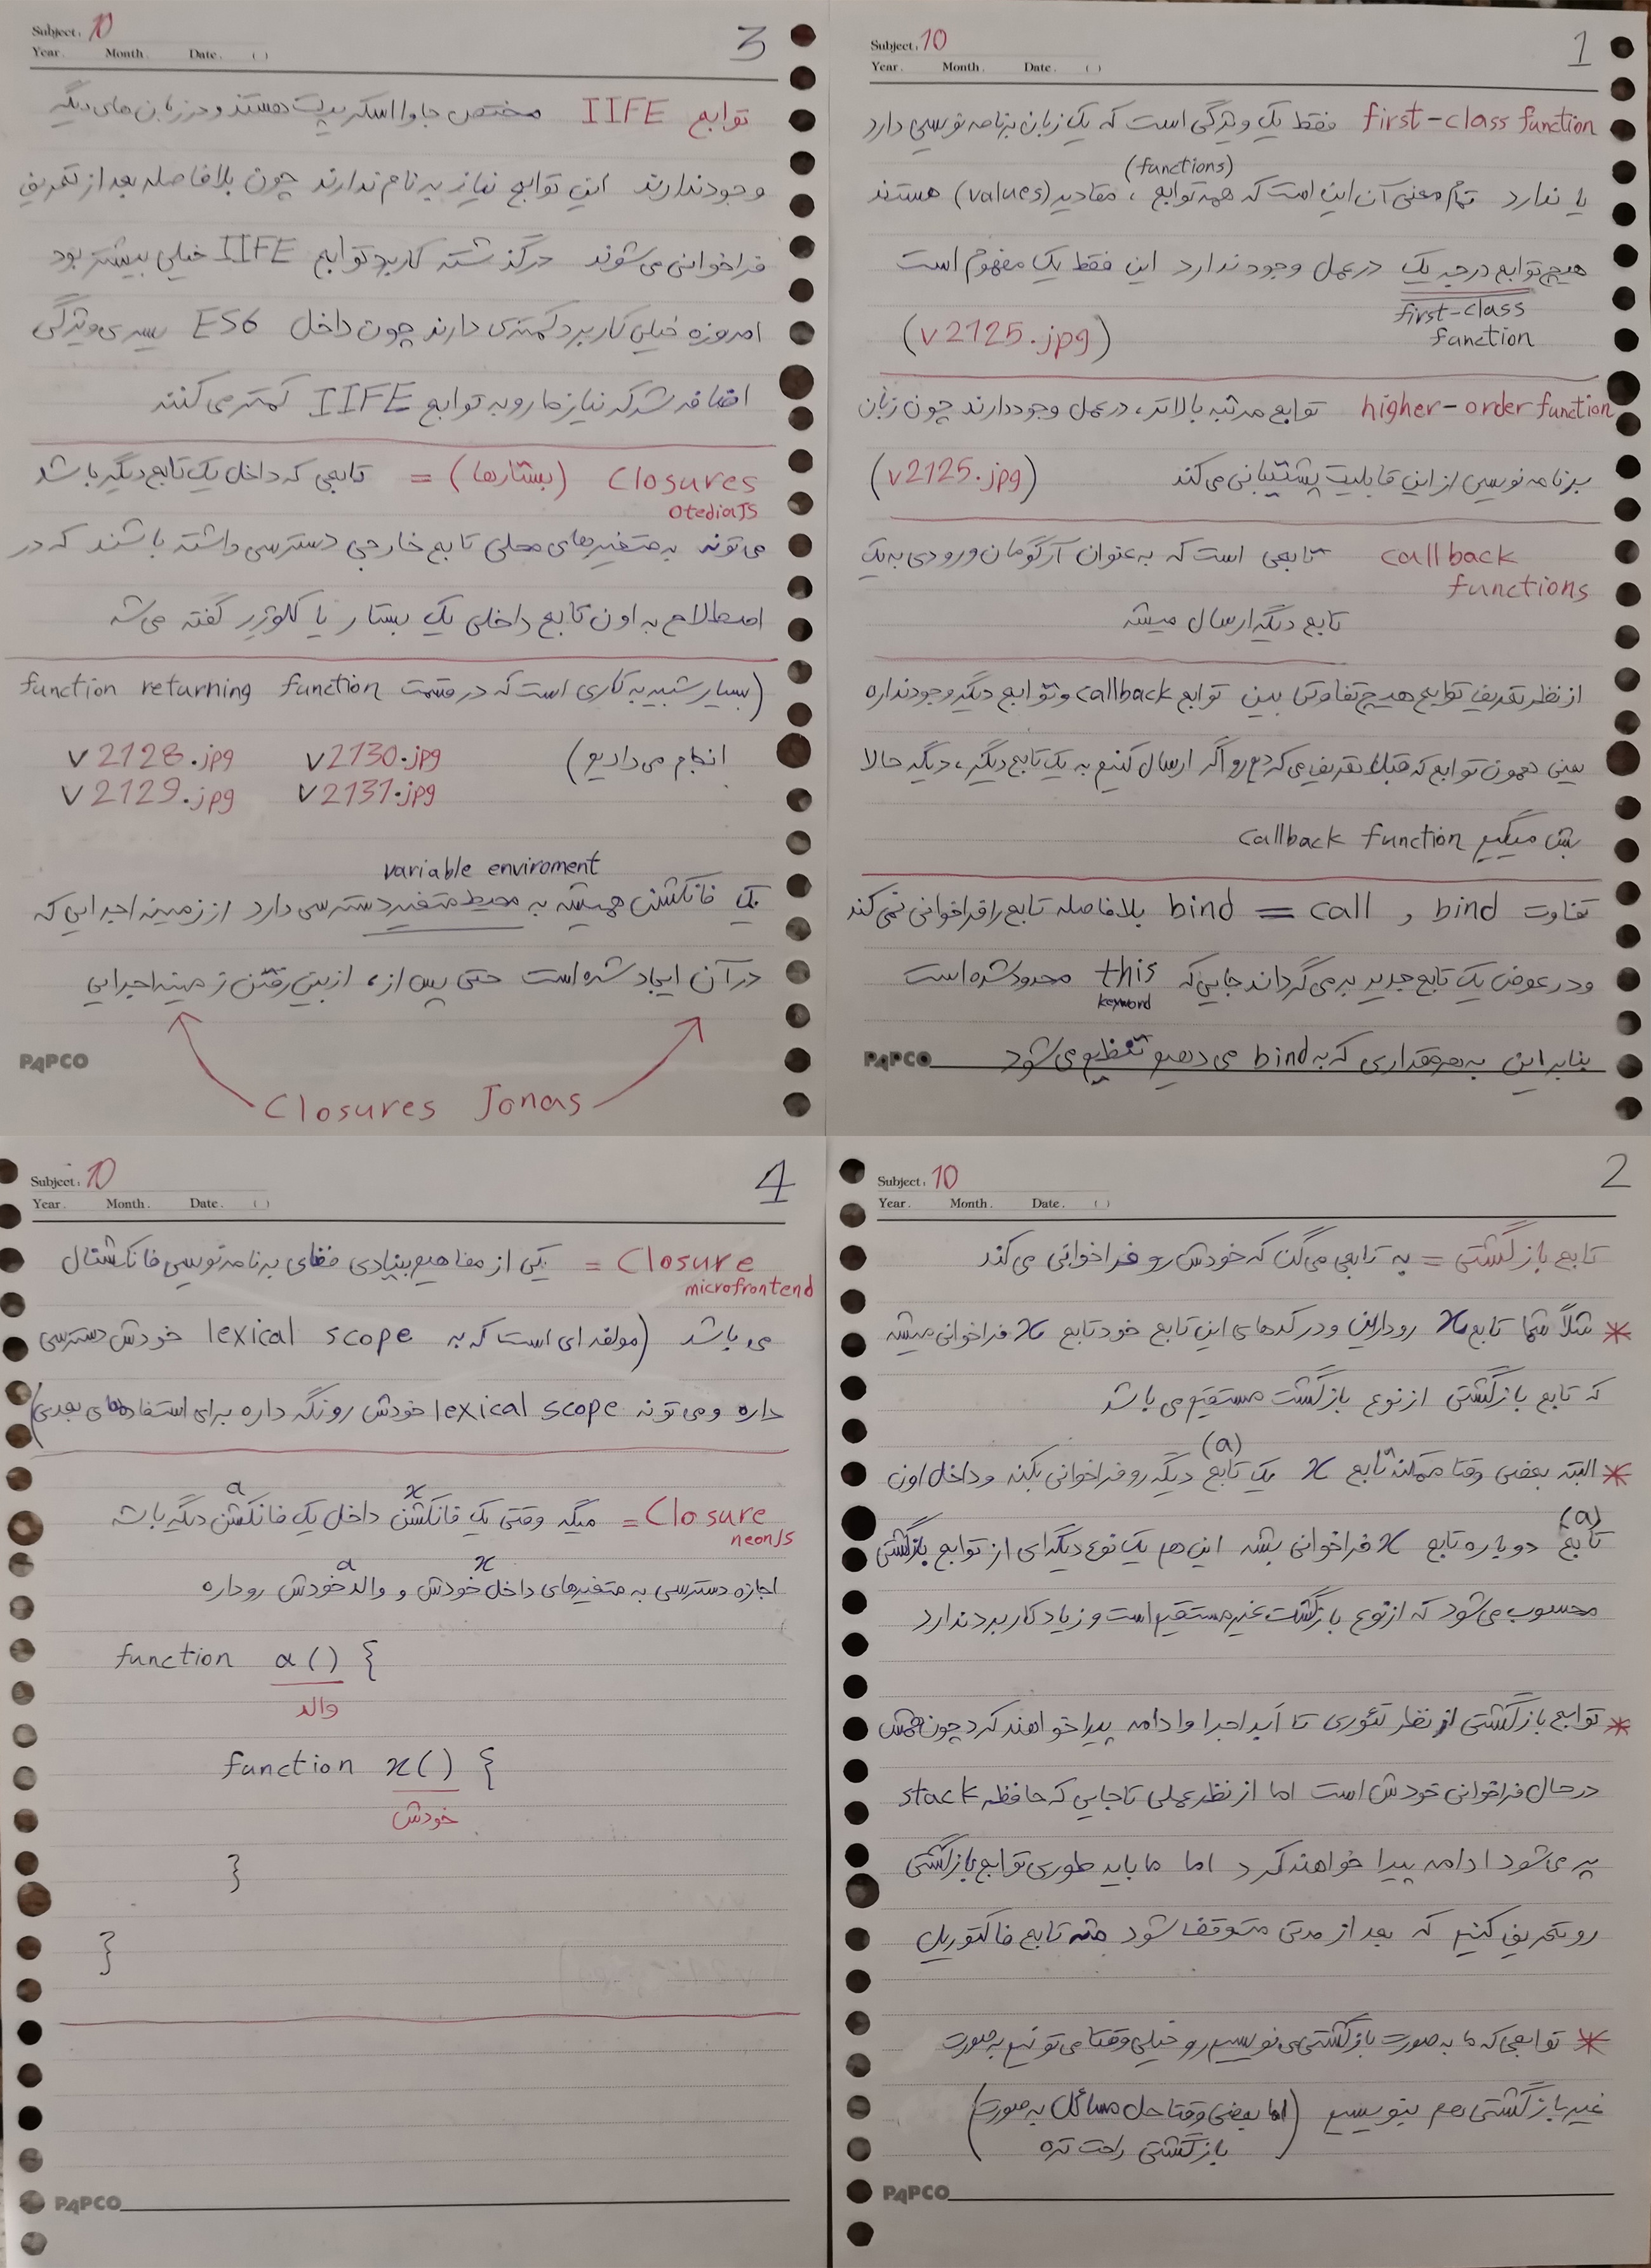 Subject: 10
1
Year. Month. Date. ( )
first-class function فقط یک ویژگی است که یک زبان برنامه نویسی دارد
(functions)
یا ندارد تمام معنی آن این است که همه توابع ، مقادیر (values) هستند
هیچ توابع درجه یک در عمل وجود ندارد این فقط یک مفهوم است
first-class
function
(v2125.jpg)
higher-order function توابع مرتبه بالاتر ، در عمل وجود دارند چون زبان
برنامه نویسی از این قابلیت پشتیبانی می کند (v2125.jpg)
callback تابعی است که به عنوان آرگومان ورودی به یک
functions
تابع دیگه ارسال میشه
از نظر تعریف توابع هیچ تفاوتی بین توابع callback و توابع دیگر وجود نداره
یعنی همون توابع که قبلا تعریف می کردیم رو اگر ارسال کنیم به یک تابع دیگر ، دیگه حالا
بهش میگیم callback function
تفاوت bind و call = bind بلافاصله تابع را فراخوانی نمی کند
و در عوض یک تابع جدید برمی گرداند جایی که this محدود شده است
keyword
بنابراین به هر مقداری که به bind می دهیم تنظیم می شود
PAPCO
Subject: 10
2
Year. Month. Date. ( )
تابع بازگشتی = به تابعی می گن که خودش رو فراخوانی می کند
* مثلاً شما تابع x رو دارین و در کدهای این تابع خود تابع x فراخوانی میشه
که تابع بازگشتی از نوع بازگشت مستقیم می باشد
(a)
* البته بعضی وقتا ممکنه تابع x یک تابع دیگه رو فراخوانی بکنه و داخل اون
(a)
تابع دوباره تابع x فراخوانی بشه این هم یک نوع دیگه ای از توابع بازگشتی
محسوب می شود که از نوع بازگشت غیر مستقیم است و زیاد کاربرد ندارد
* توابع بازگشتی از نظر تئوری تا ابد اجرا و ادامه پیدا خواهند کرد چون همش
در حال فراخوانی خودش است اما از نظر عملی تا جایی که حافظه stack
پر می شود ادامه پیدا خواهند کرد اما ما باید طوری توابع بازگشتی
رو تعریف کنیم که بعد از مدتی متوقف شود مثه تابع فاکتوریل
* توابعی که ما به صورت بازگشتی می نویسیم رو خیلی وقتا می تونیم به صورت
غیر بازگشتی هم بنویسیم (اما بعضی وقتا حل مسائل به صورت
بازگشتی راحت تره)
PAPCO
Subject: 10
3
Year. Month. Date. ( )
توابع IIFE مختص جاوااسکریپت هستند و در زبان های دیگه
وجود ندارند این توابع نیاز به نام ندارند چون بلافاصله بعد از تعریف
فراخوانی می شوند در گذشته کاربرد توابع IIFE خیلی بیشتر بود
امروزه خیلی کاربرد کمتری دارند چون داخل ES6 یسری ویژگی
اضافه شد که نیاز ما رو به توابع IIFE کمتر می کنند
Closures (بستارها) = تابعی که داخل یک تابع دیگر باشد
OtediaJS
می تونه به متغیرهای محلی تابع خارجی دسترسی داشته باشند که در
اصطلاح به اون تابع داخلی یک بستار یا کلوژر گفته می شه
(بسیار شبیه به کاری است که در قسمت function returning function
انجام می دادیم) v2130.jpg v2128.jpg
v2131.jpg v2129.jpg
variable enviroment
یک فانکشن همیشه به محیط متغیر دسترسی دارد از زمینه اجرایی که
در آن ایجاد شده است حتی پس از ، از بین رفتن زمینه اجرایی
Closures Jonas
PAPCO
Subject: 10
4
Year. Month. Date. ( )
Closure = یکی از مفاهیم بنیادی فضای برنامه نویسی فانکشنال
microfrontend
می باشد (مولفه ای است که به lexical scope خودش دسترسی
داره و می تونه lexical scope خودش رو نگه داره برای استفاده های بعدی)
x a
Closure = میگه وقتی یک فانکشن داخل یک فانکشن دیگه باشه
neonJs
x a
اجازه دسترسی به متغیرهای داخل خودش و والد خودش رو داره
function a() {
والد
function x() {
خودش
}
}
PAPCO